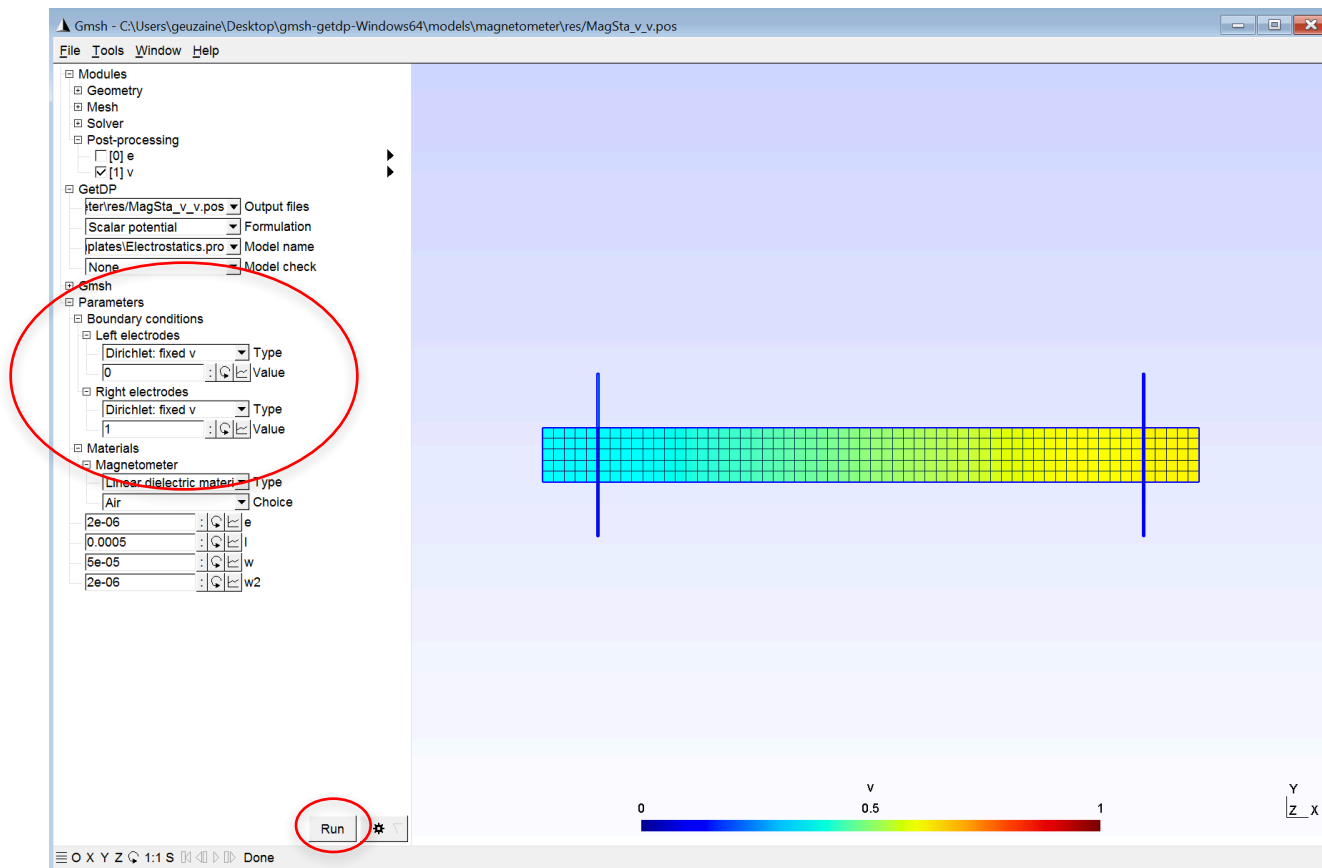 Gmsh - C:\Users\geuzaine\Desktop\gmsh-getdp-Windows64\models\magnetometer\res/MagSta_v_v.pos
File Tools Window Help
Modules
Geometry
Mesh
Solver
Post-processing
[0] e
[1] v
GetDP
eter\res/MagSta_v_v.pos Output files
Scalar potential Formulation
plates\Electrostatics.pro Model name
None Model check
Gmsh
Parameters
Boundary conditions
Left electrodes
Dirichlet: fixed v Type
0 : Value
Right electrodes
Dirichlet: fixed v Type
1 : Value
Materials
Magnetometer
Linear dielectric materi Type
Air Choice
2e-06 : e
0.0005 : l
5e-05 : w
2e-06 : w2
v
0 0.5 1
Y
Z X
Run
O X Y Z 1:1 S Done